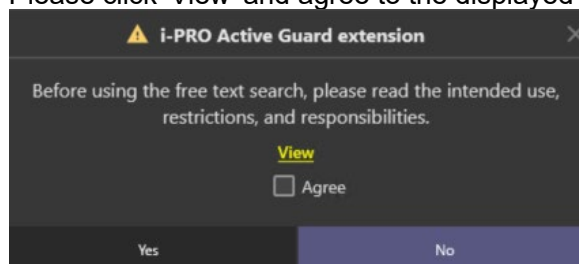 Please click 'View' and agree to the displayed
i-PRO Active Guard extension
Before using the free text search, please read the intended use,
restrictions, and responsibilities.
View
Agree
Yes
No